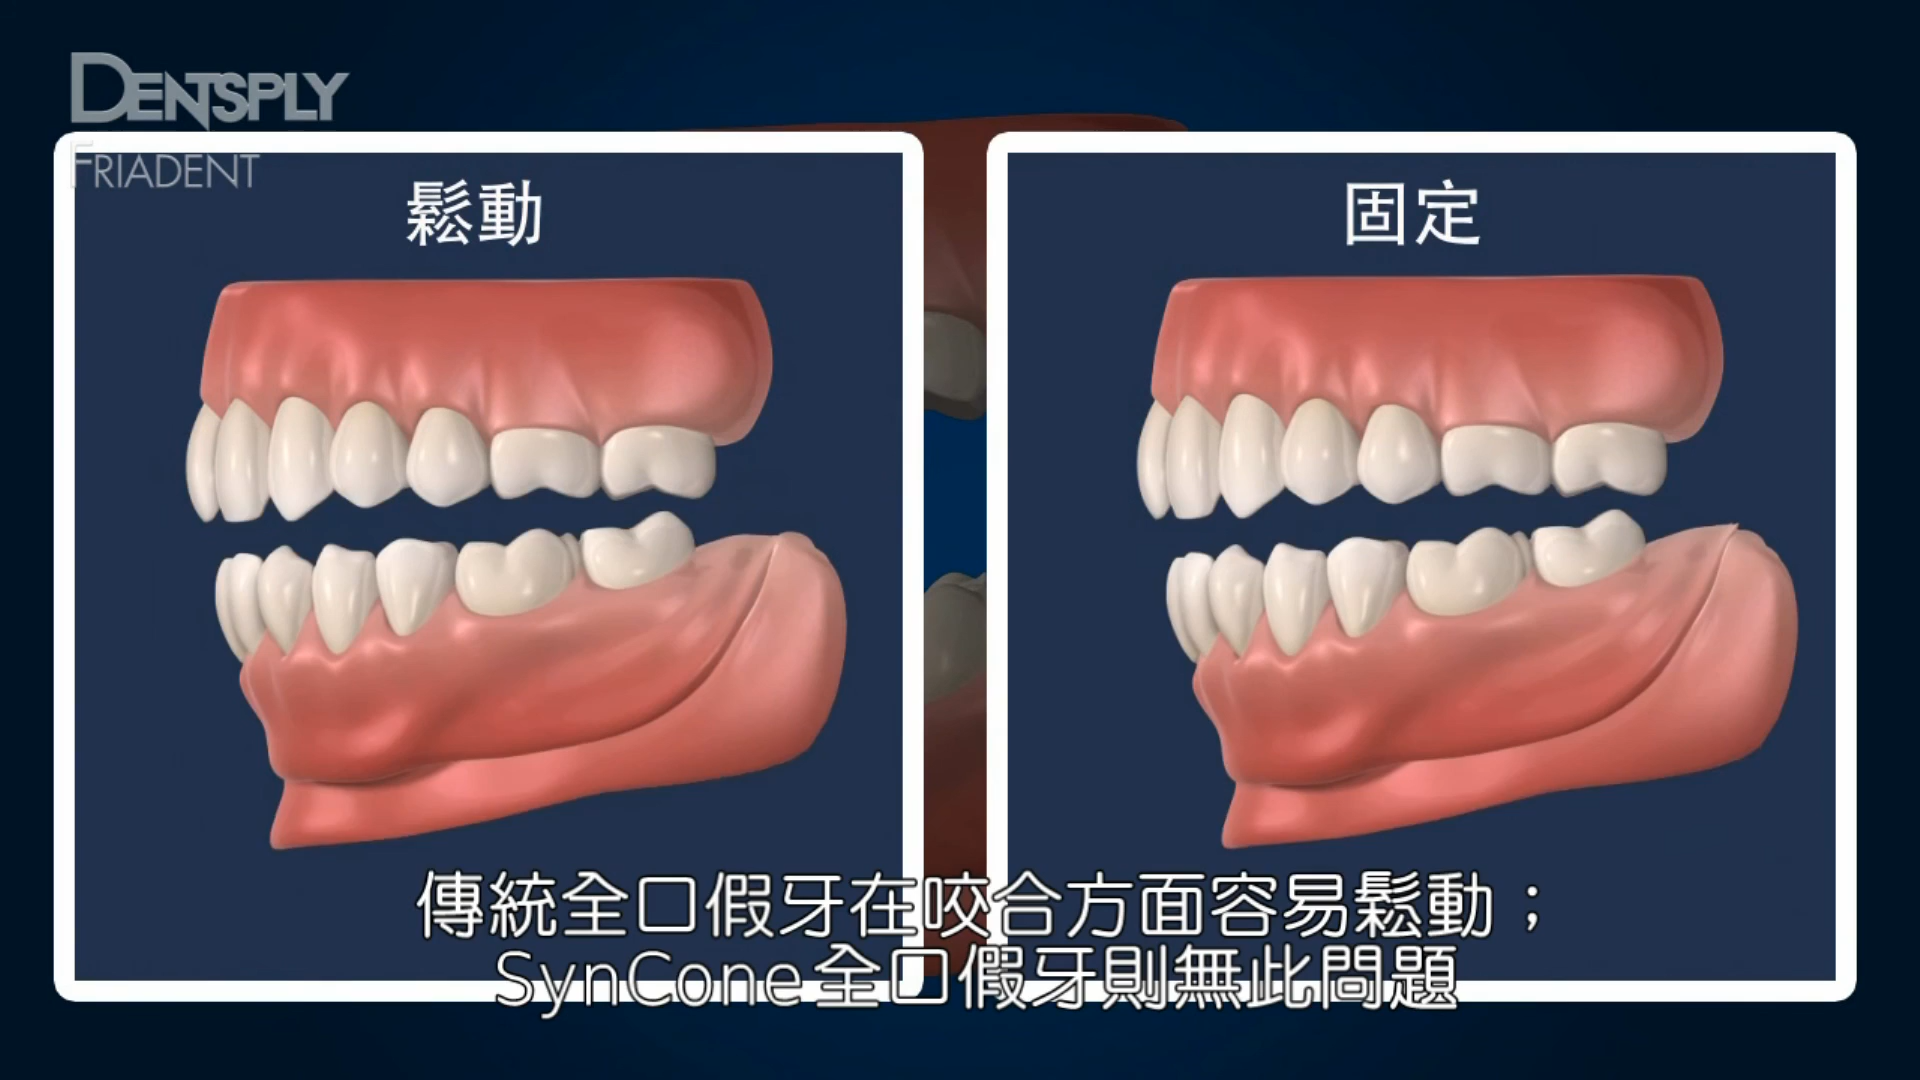 DENTSPLY
FRIADENT
鬆動
固定
傳統全口假牙在咬合方面容易鬆動；
SynCone全口假牙則無此問題